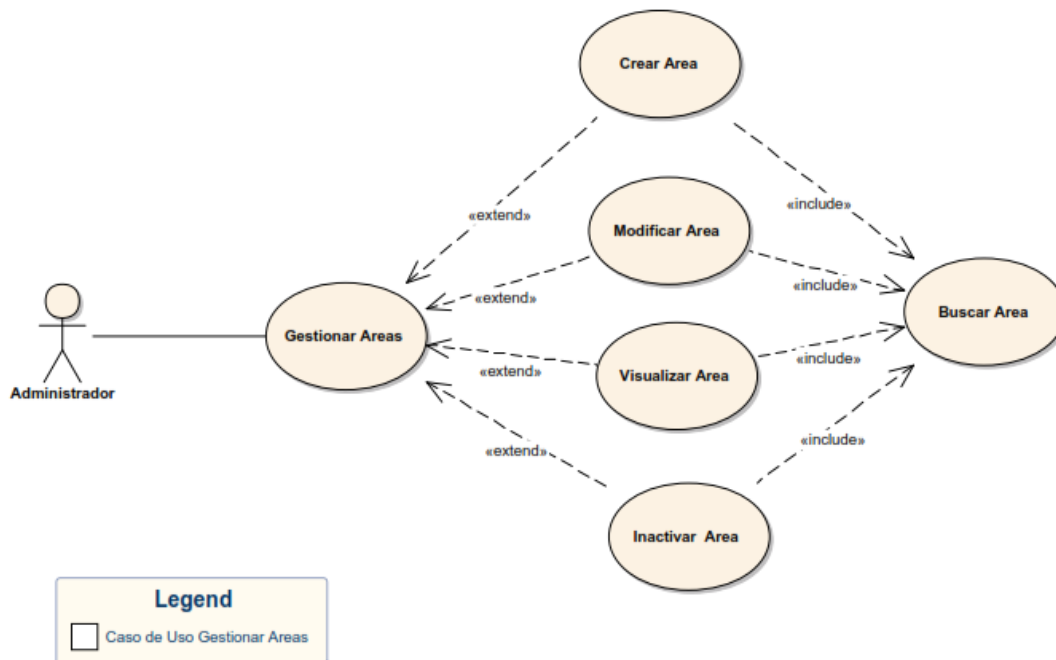 Crear Area
«extend»
«include»
Modificar Area
«extend»
«include»
Buscar Area
Gestionar Areas
Administrador
Visualizar Area
«extend»
«include»
«extend»
«include»
Inactivar Area
Legend
Caso de Uso Gestionar Areas